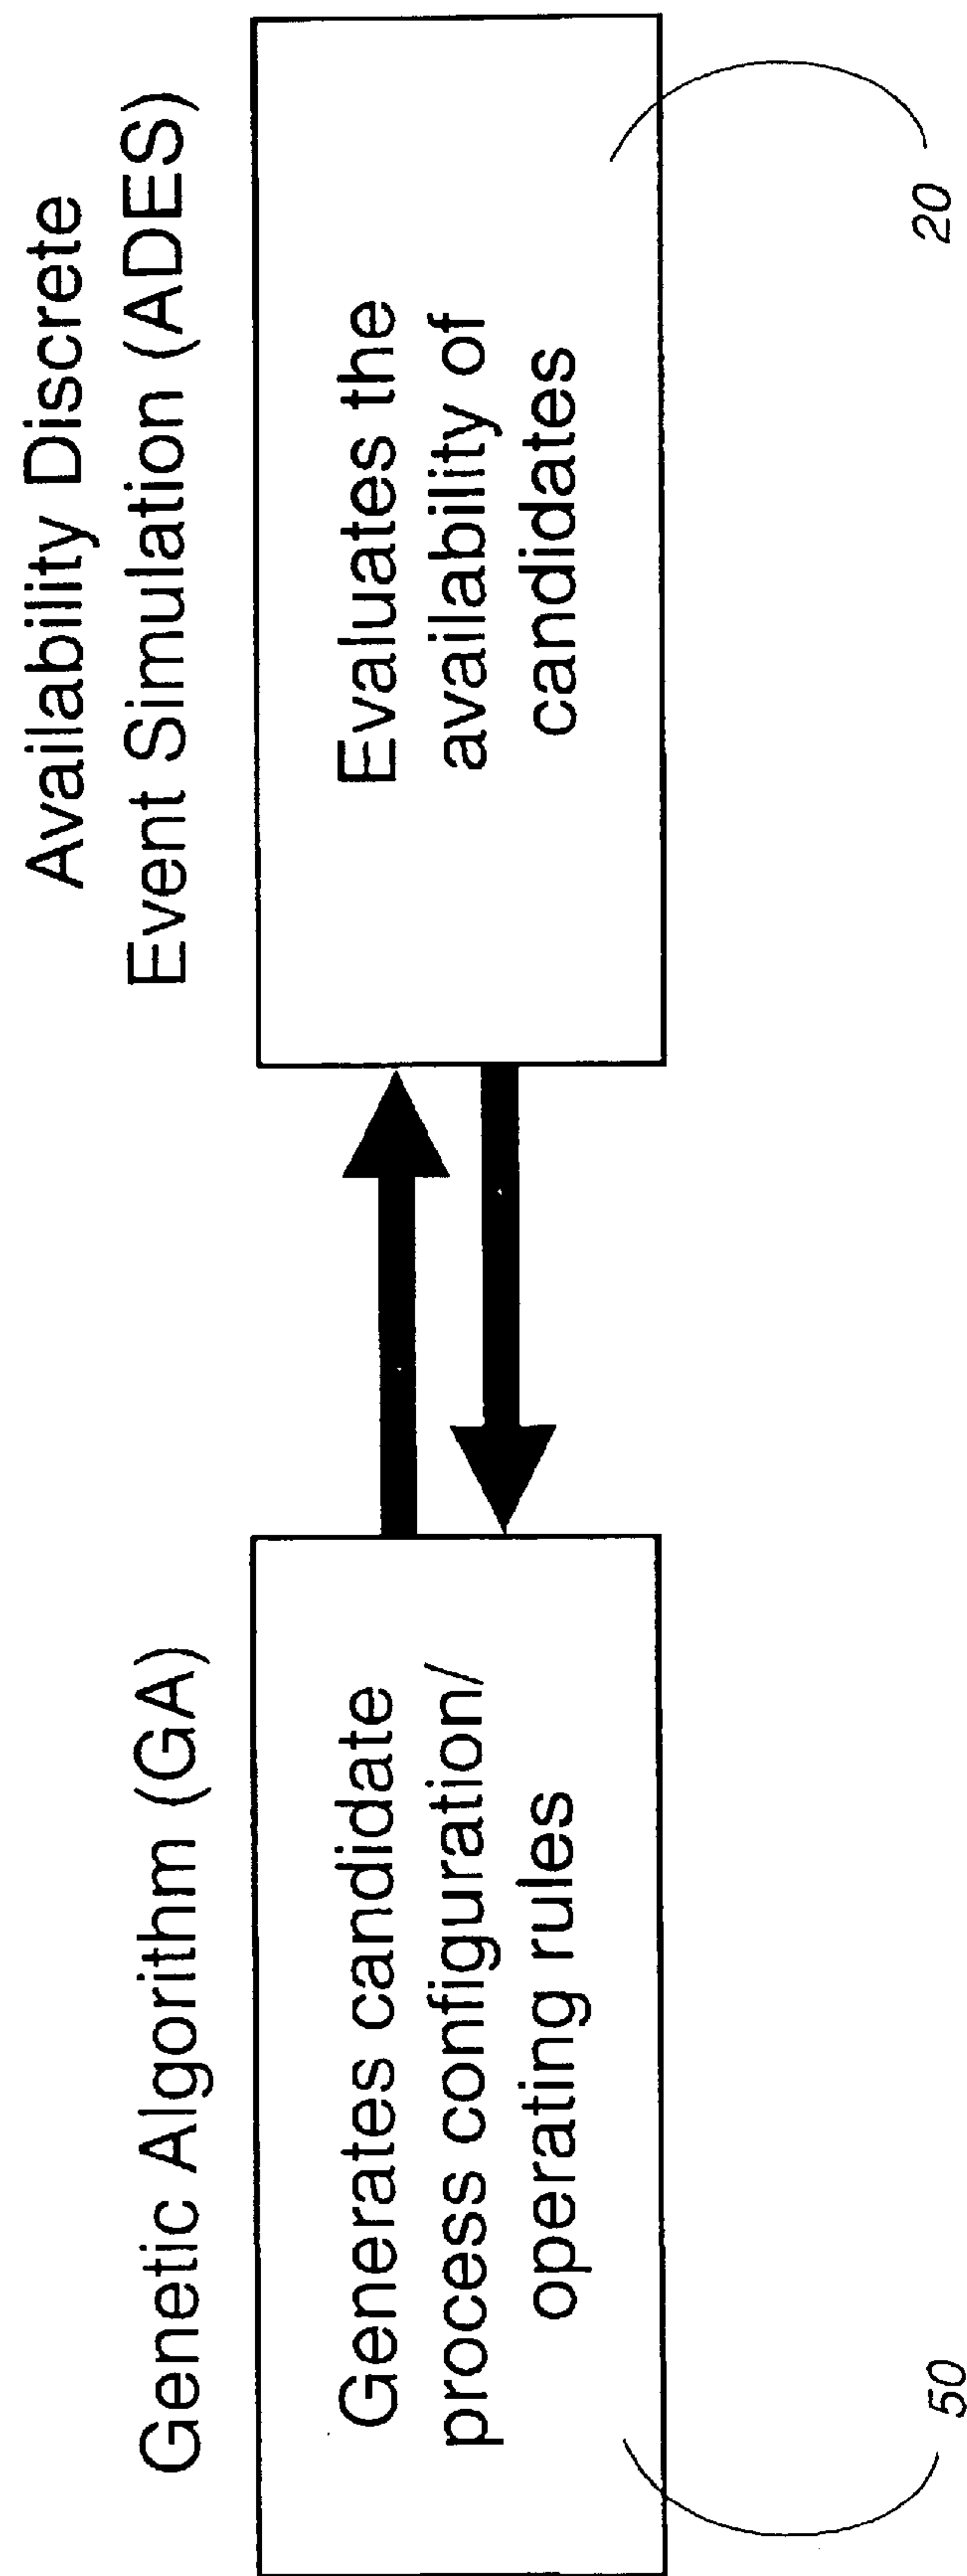 Genetic Algorithm (GA)
Generates candidate
process configuration/
operating rules
50
Availability Discrete
Event Simulation (ADES)
Evaluates the
availability of
candidates
20